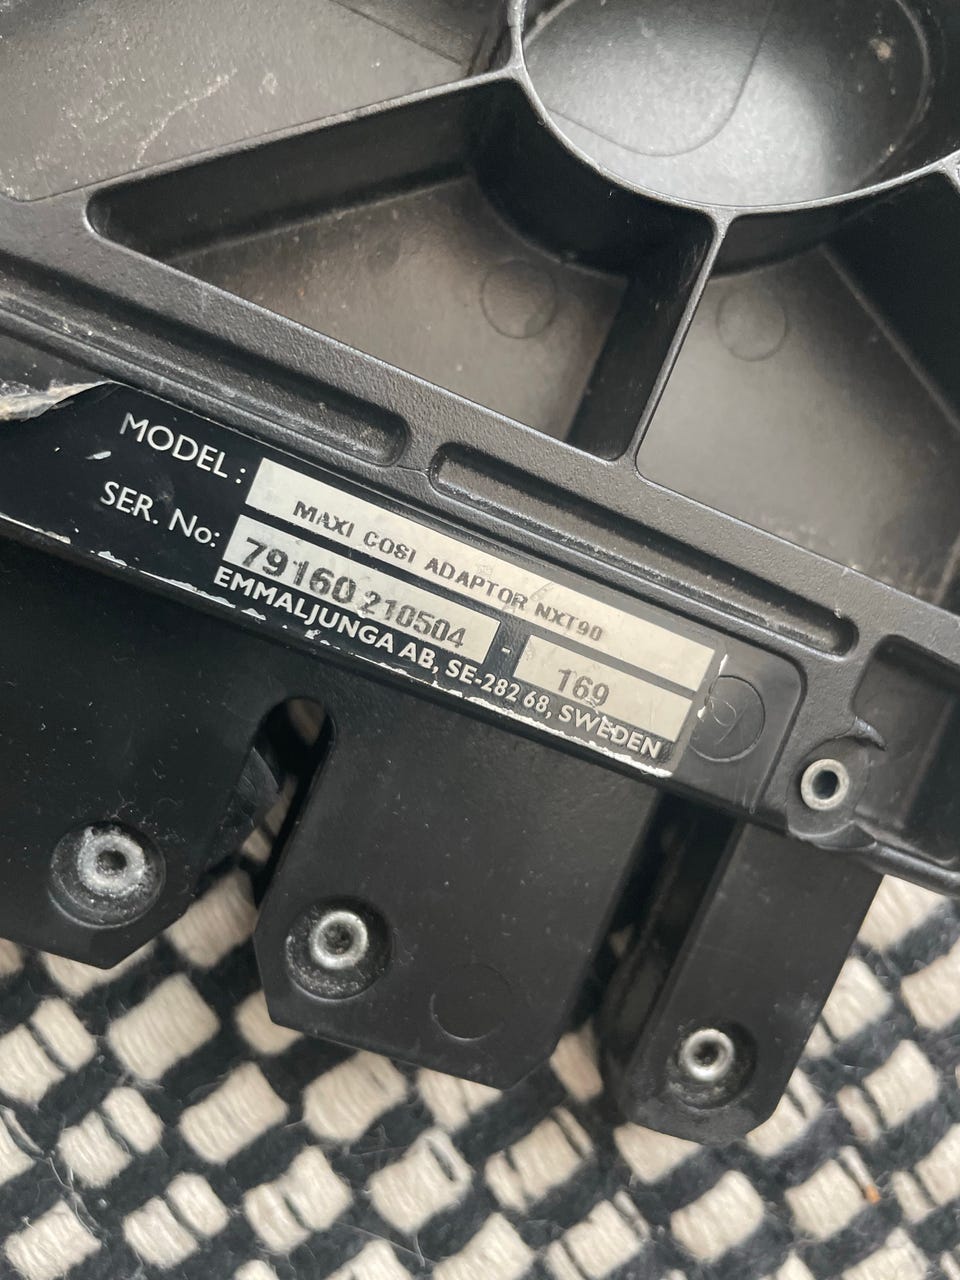 MODEL: MAXI COSI ADAPTOR NXT90
SER. No: 79160 210504 - 169
EMMALJUNGA AB, SE-282 68, SWEDEN